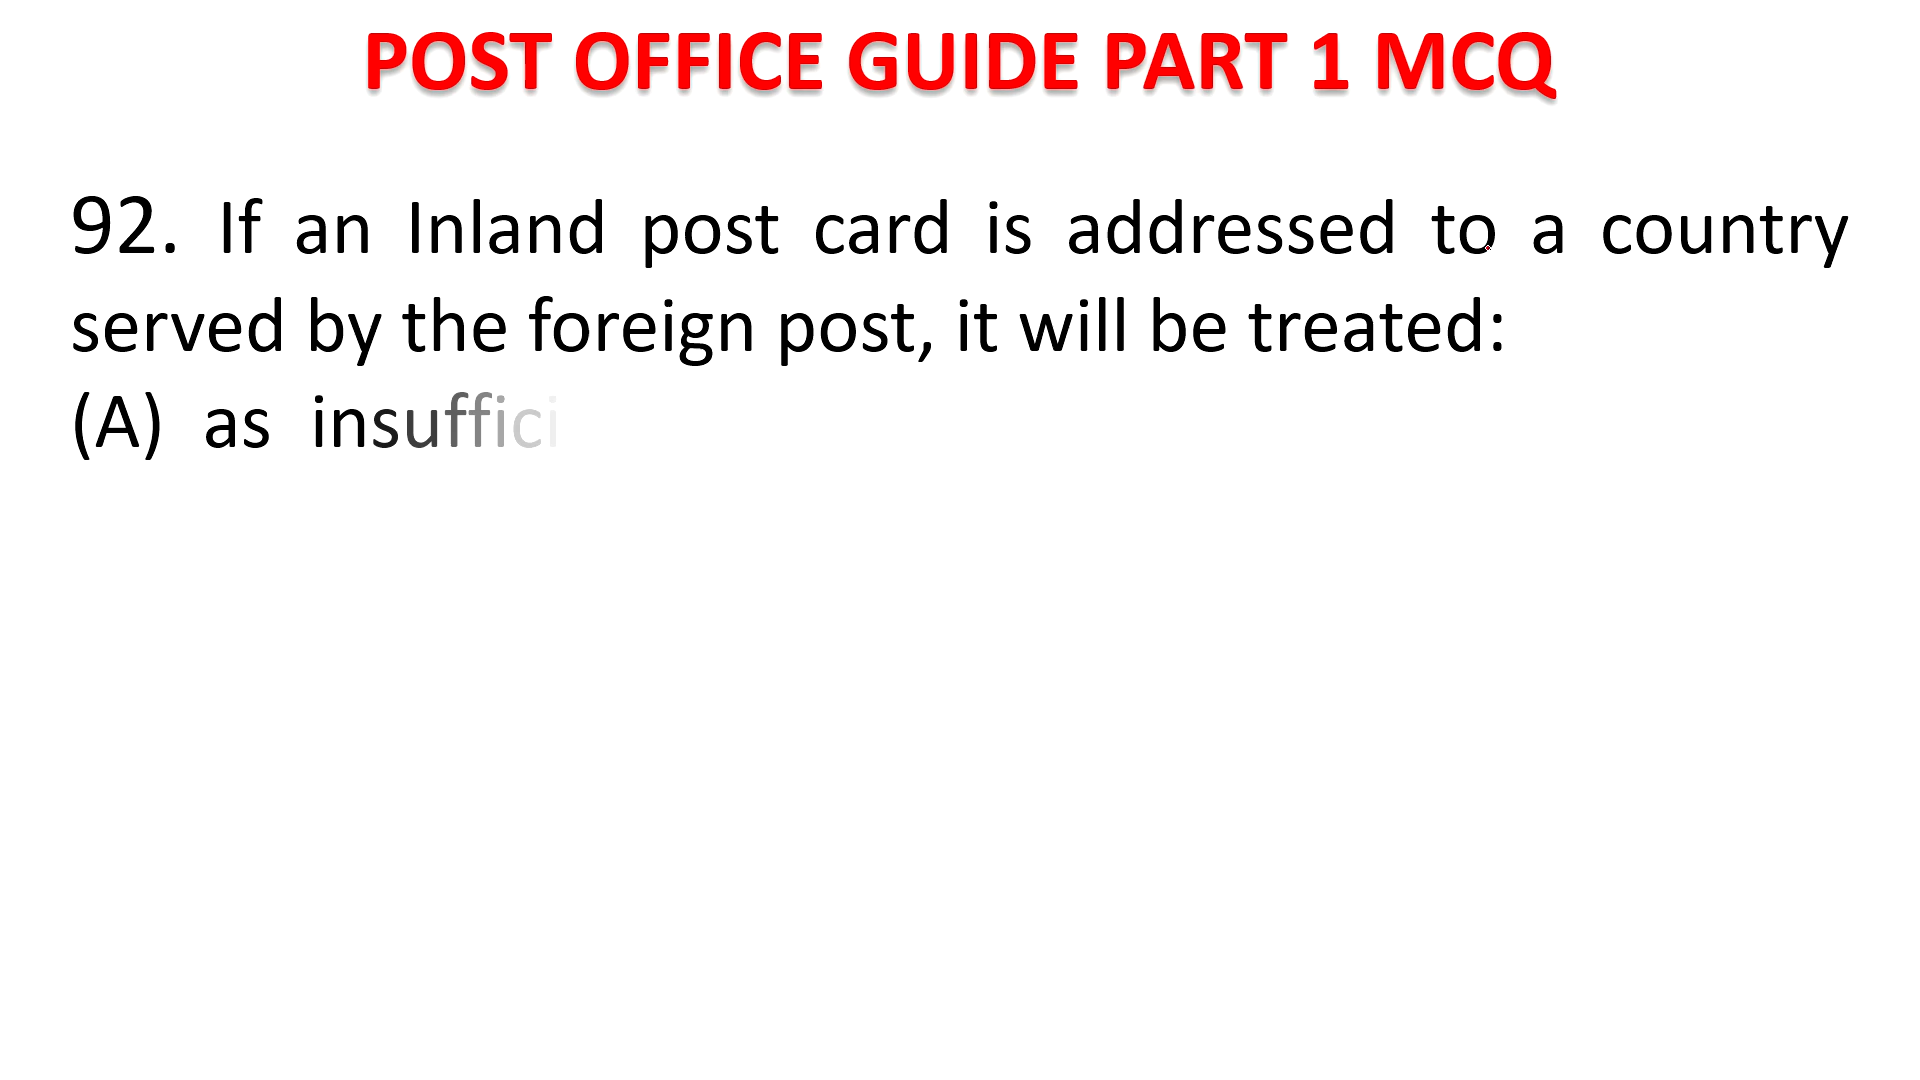 POST OFFICE GUIDE PART 1 MCQ
92. If an Inland post card is addressed to a country
served by the foreign post, it will be treated:
(A) as insuffici